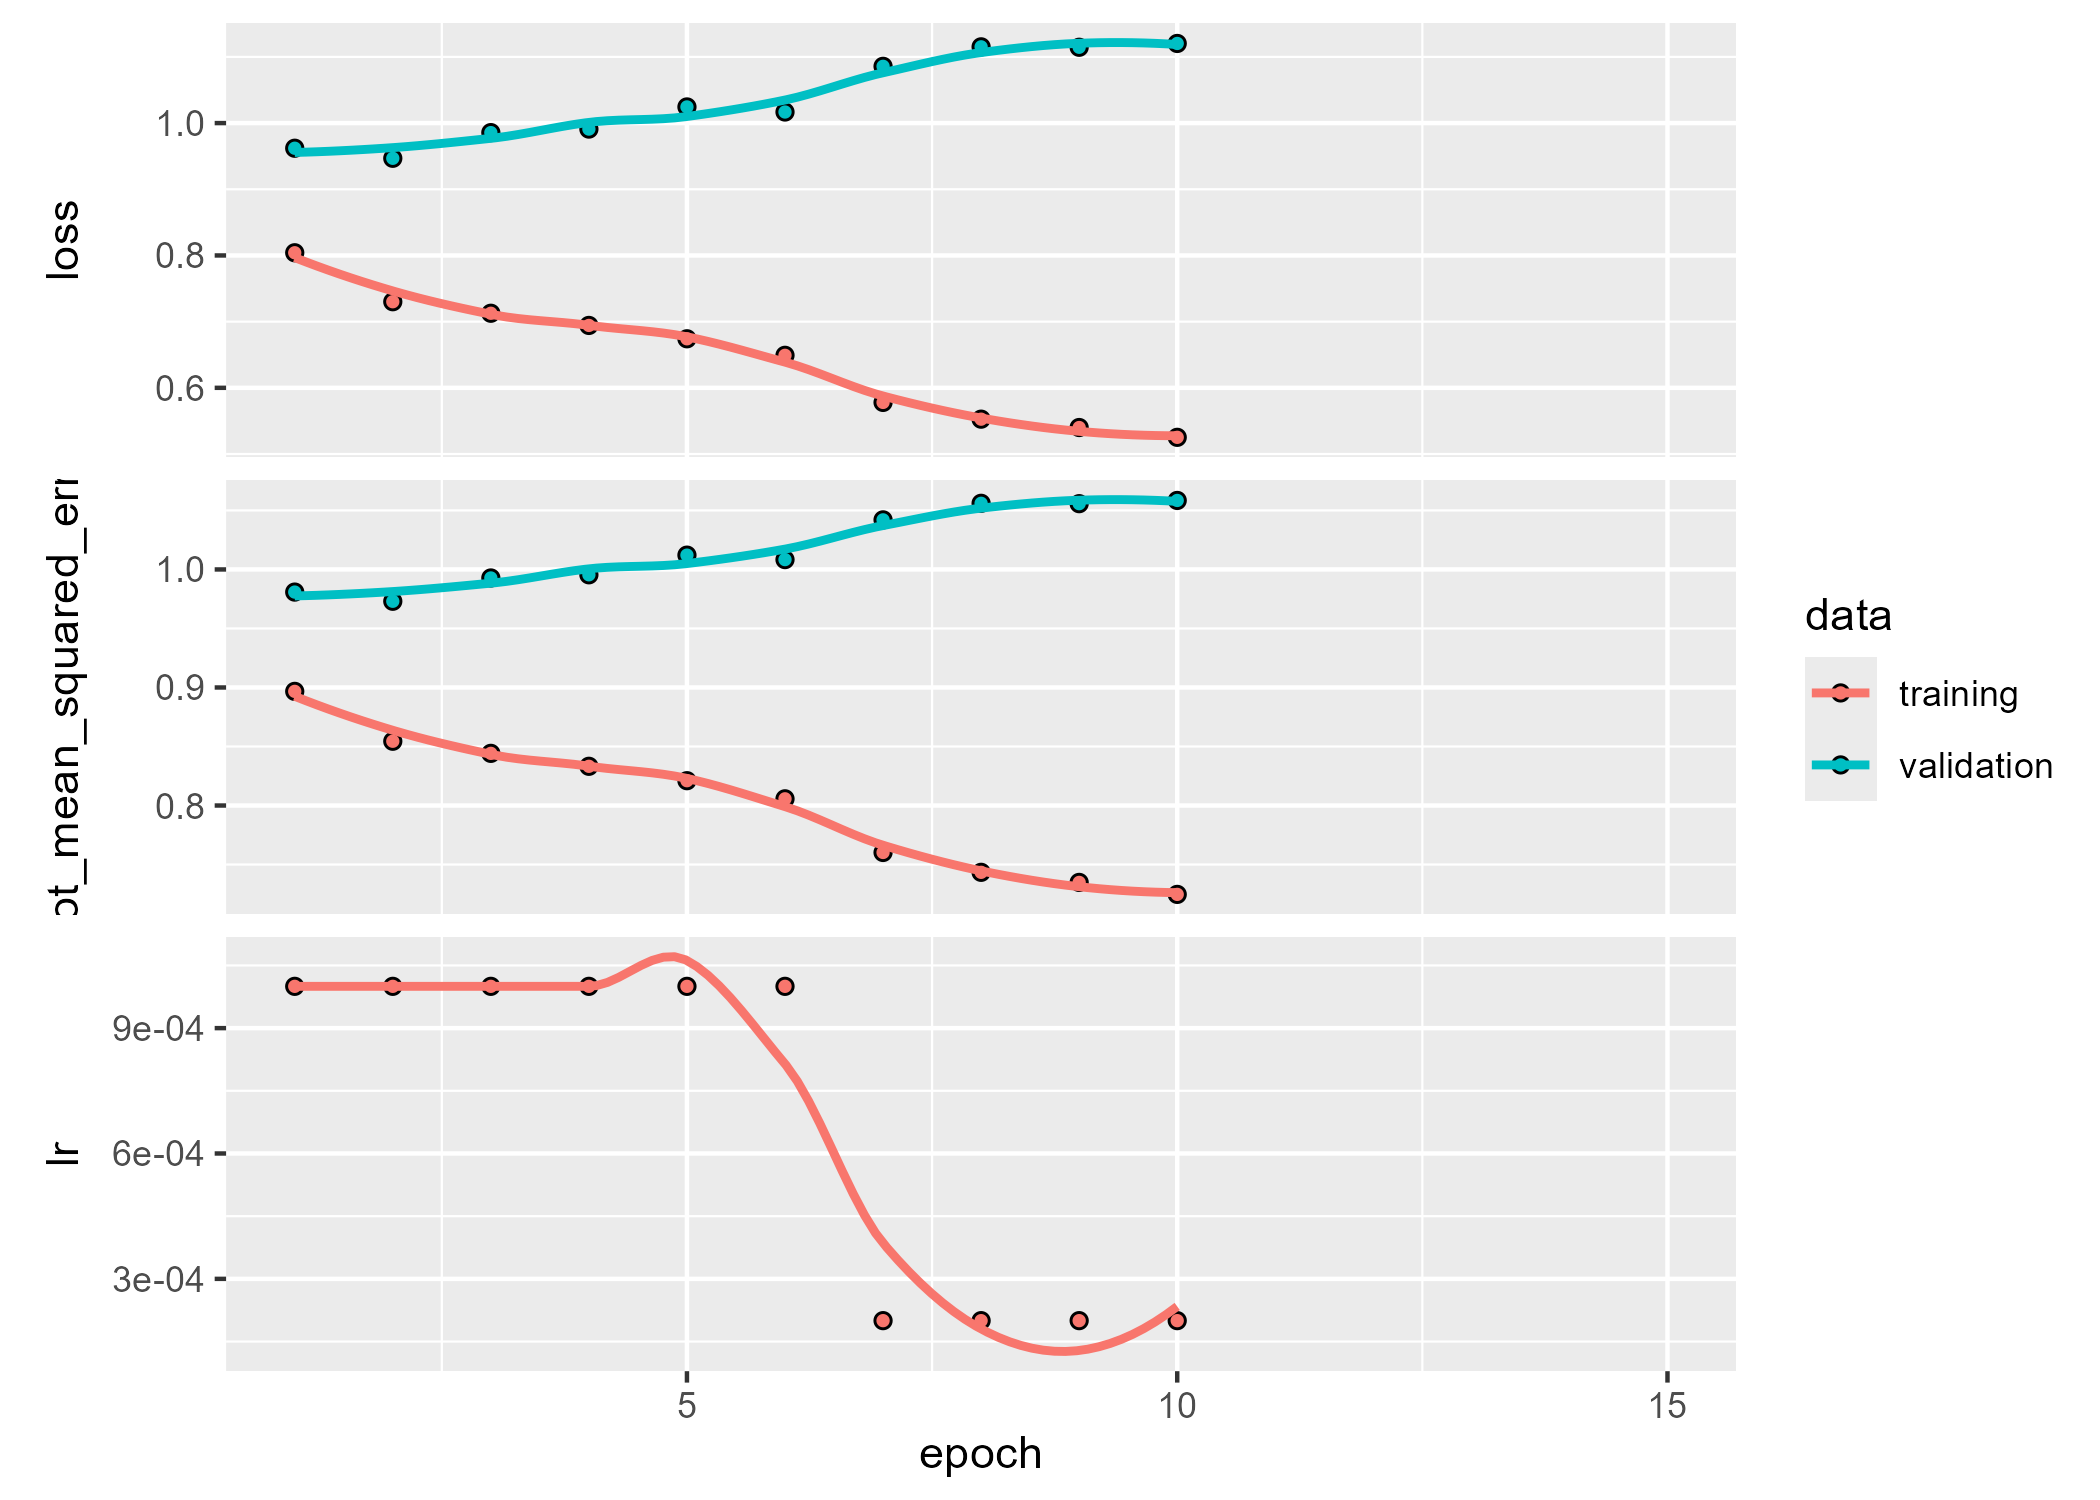 loss
1.0
0.8
0.6
ot_mean_squared_err
1.0
0.9
0.8
lr
9e-04
6e-04
3e-04
5 10 15
epoch
data
training
validation